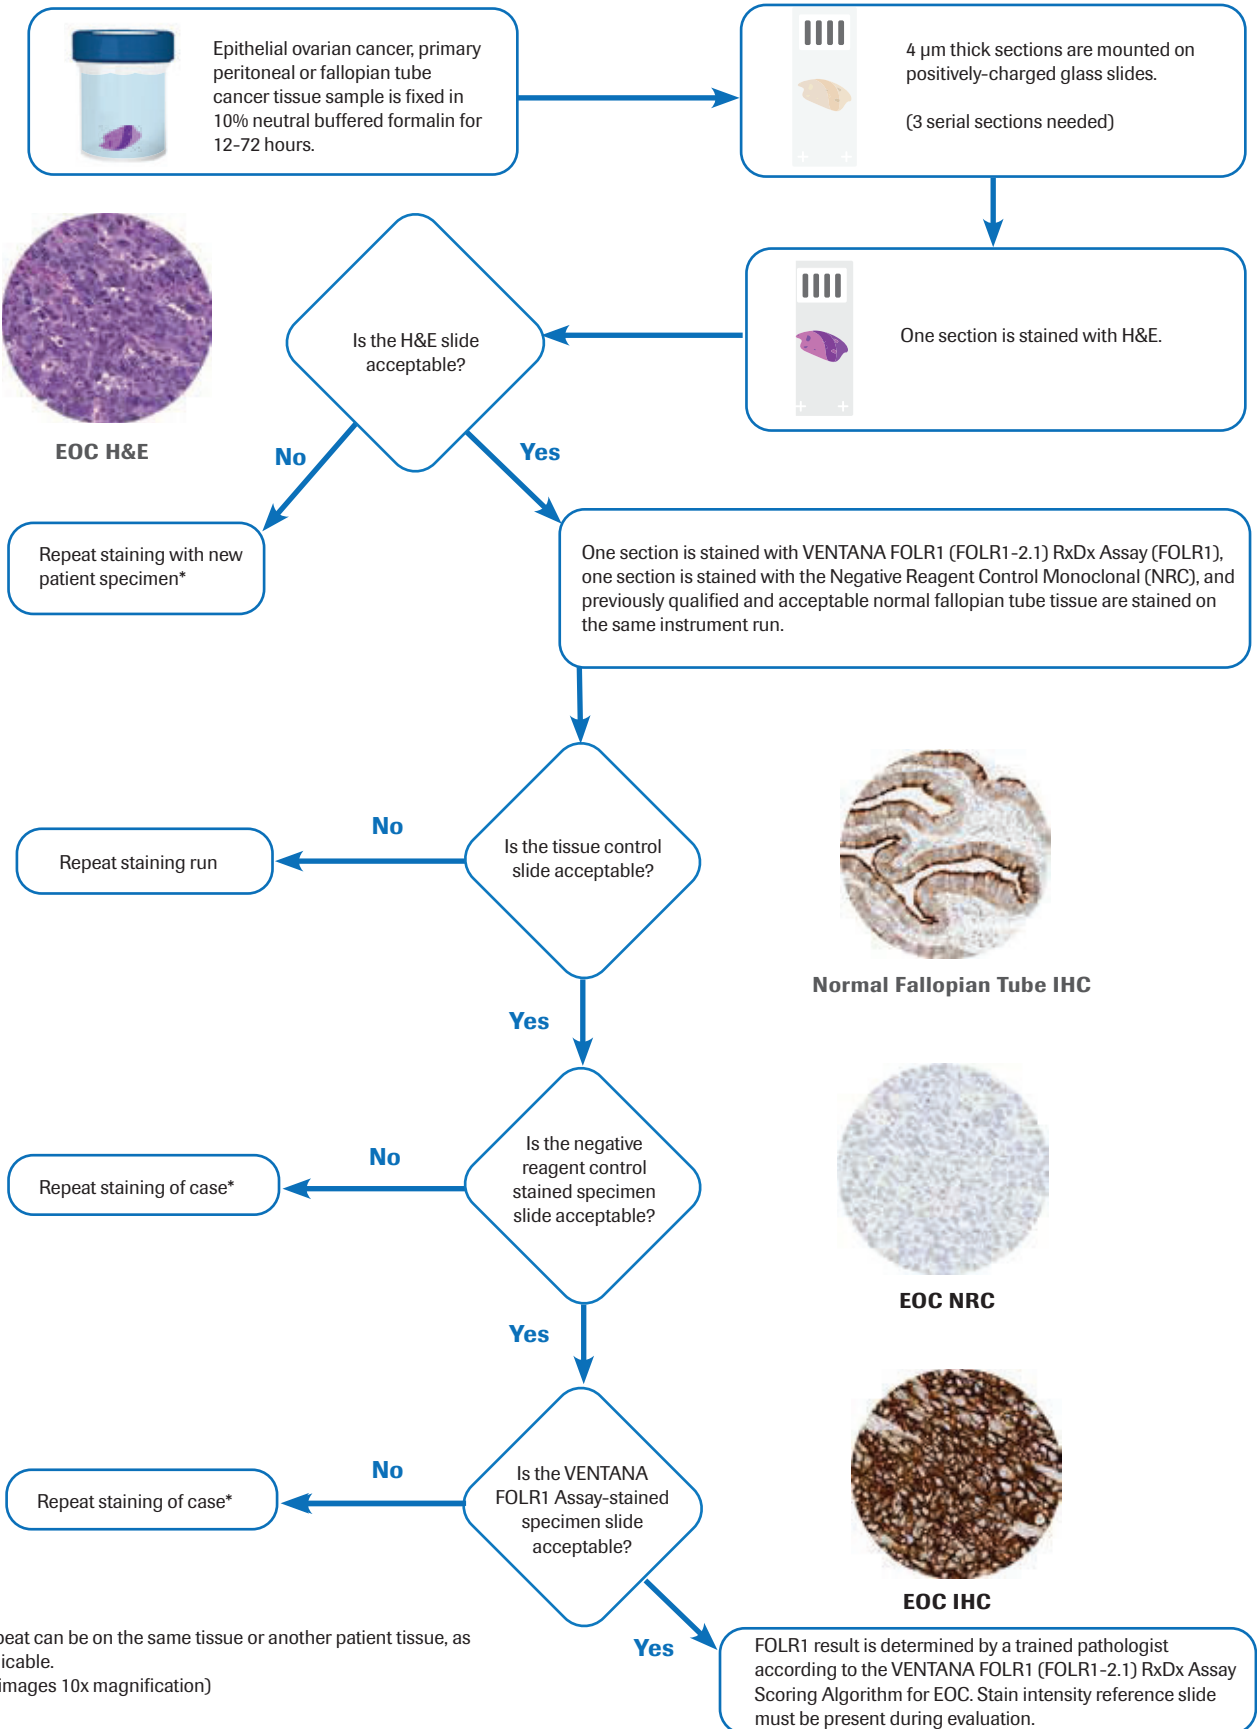 Epithelial ovarian cancer, primary
peritoneal or fallopian tube
cancer tissue sample is fixed in
10% neutral buffered formalin for
12-72 hours.
4 µm thick sections are mounted on
positively-charged glass slides.
(3 serial sections needed)
One section is stained with H&E.
Is the H&E slide
acceptable?
EOC H&E
No
Yes
Repeat staining with new
patient specimen*
One section is stained with VENTANA FOLR1 (FOLR1-2.1) RxDx Assay (FOLR1),
one section is stained with the Negative Reagent Control Monoclonal (NRC), and
previously qualified and acceptable normal fallopian tube tissue are stained on
the same instrument run.
No
Repeat staining run
Is the tissue control
slide acceptable?
Normal Fallopian Tube IHC
Yes
No
Repeat staining of case*
Is the negative
reagent control
stained specimen
slide acceptable?
EOC NRC
Yes
No
Repeat staining of case*
Is the VENTANA
FOLR1 Assay-stained
specimen slide
acceptable?
EOC IHC
Yes
FOLR1 result is determined by a trained pathologist
according to the VENTANA FOLR1 (FOLR1-2.1) RxDx Assay
Scoring Algorithm for EOC. Stain intensity reference slide
must be present during evaluation.
peat can be on the same tissue or another patient tissue, as
licable.
images 10x magnification)